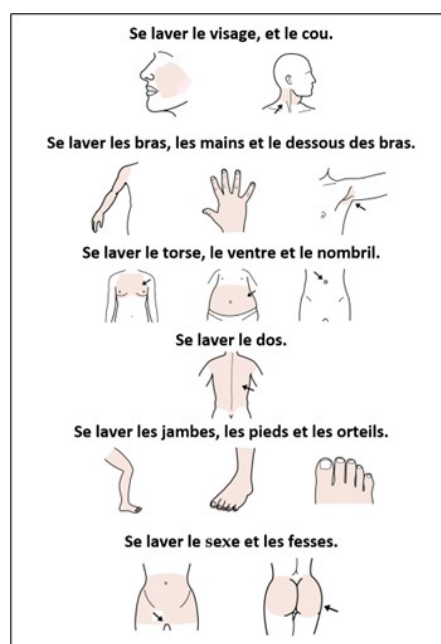 Se laver le visage, et le cou.
Se laver les bras, les mains et le dessous des bras.
Se laver le torse, le ventre et le nombril.
Se laver le dos.
Se laver les jambes, les pieds et les orteils.
Se laver le sexe et les fesses.